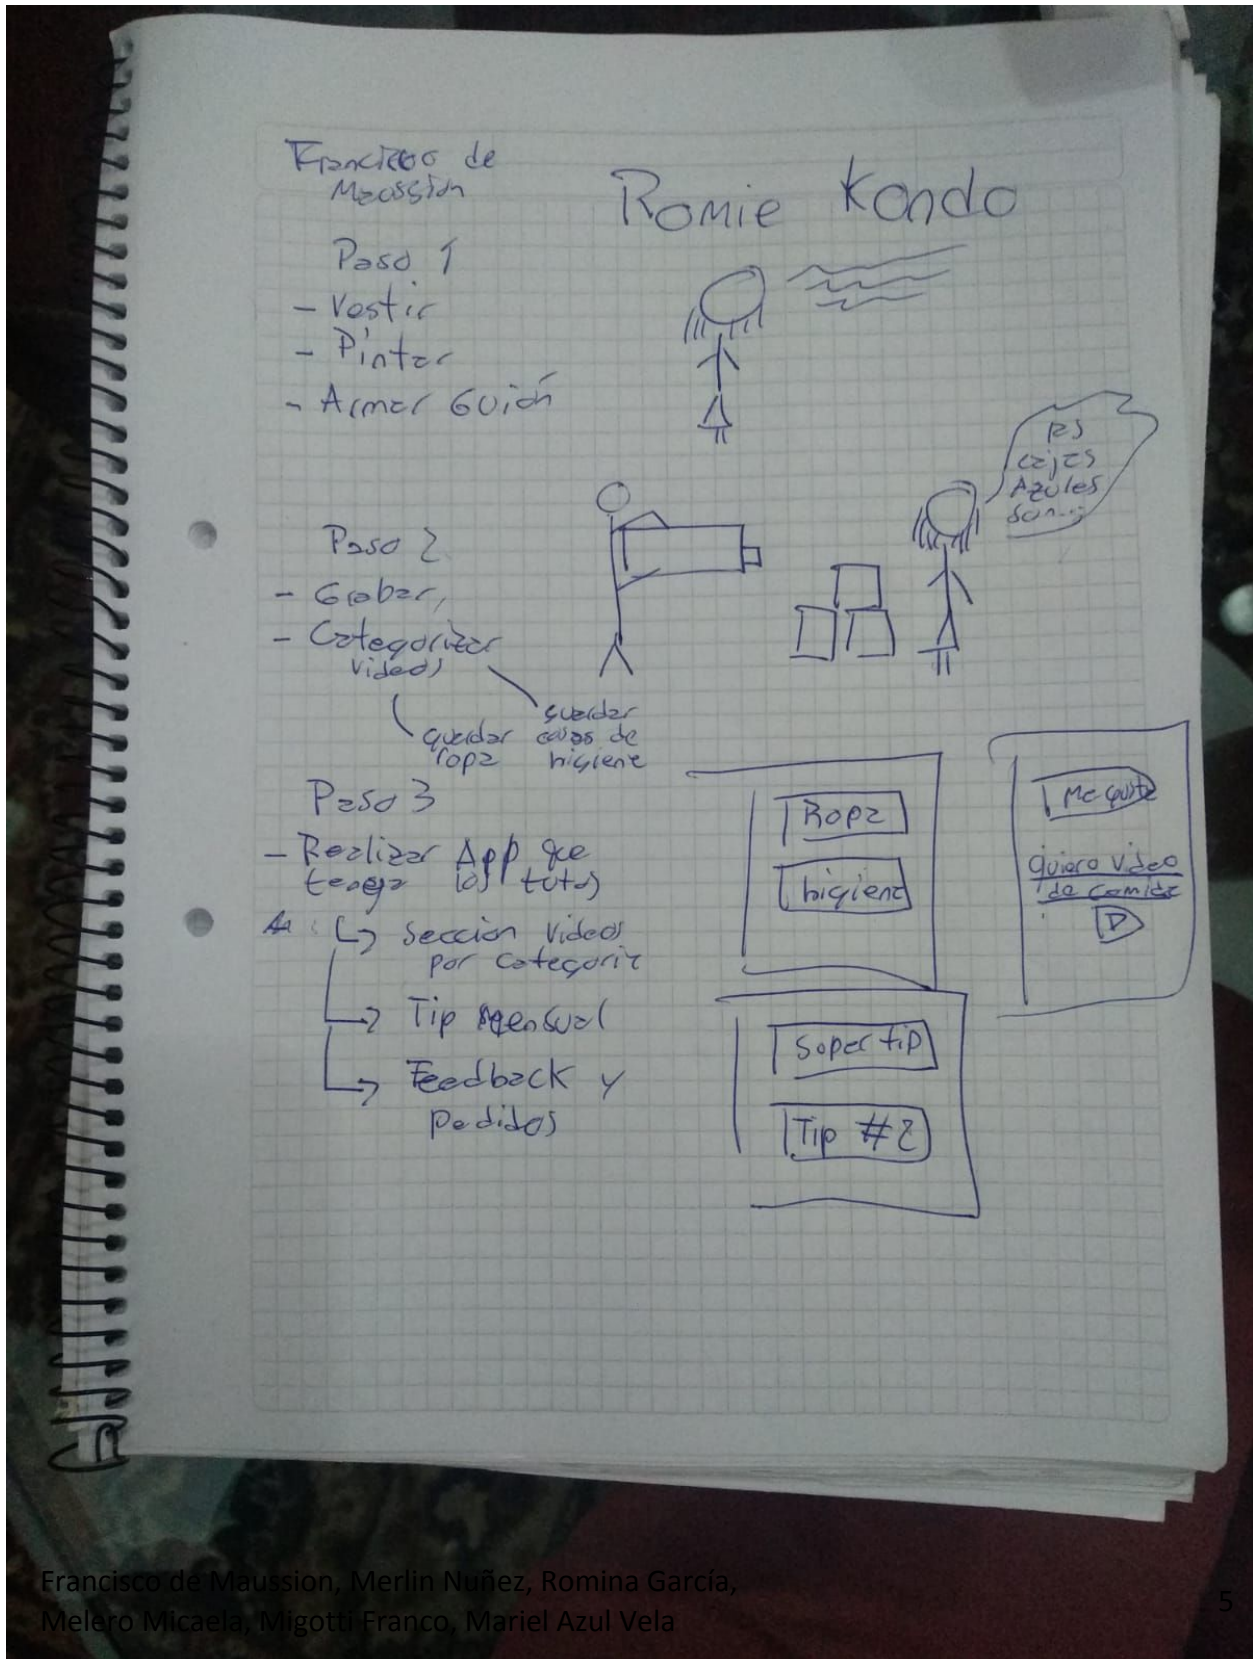 Francisco de
Maussion
Romie Kondo
Paso 1
- Vestir
- Pintar
- Armar Guión
Paso 2
- Grabar,
- Categorizar
videos
guardar
ropa
guardar
cosas de
higiene
cajas
Azules
son...
Paso 3
- Realizar App que
tenga los tutos
Sección videos
por categoria
Tip Mensual
Feedback y
pedidos
Ropa
higiene
Me gusta
quiero video
de comida
Super tip
Tip #2
Francisco de Maussion, Merlin Nuñez, Romina García,
Melero Micaela, Migotti Franco, Mariel Azul Vela
5